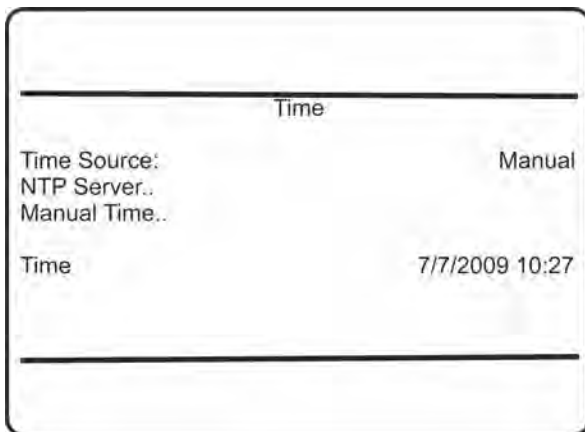 Time
Time Source: Manual
NTP Server..
Manual Time..
Time 7/7/2009 10:27